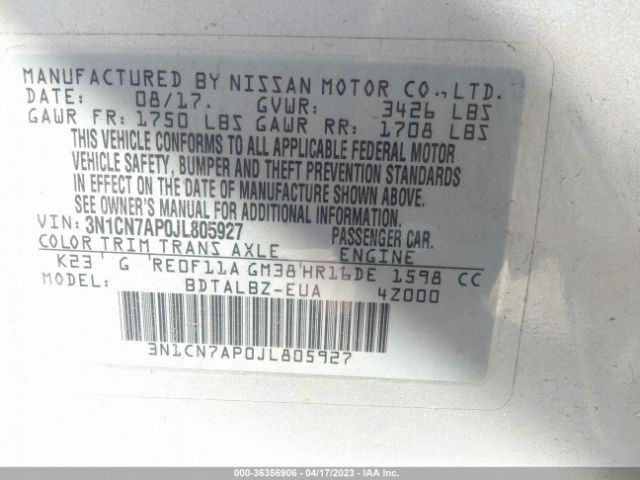 MANUFACTURED BY NISSAN MOTOR CO., LTD.
DATE: 08/17. GVWR: 3426 LBS
GAWR FR: 1750 LBS GAWR RR: 1708 LBS
THIS VEHICLE CONFORMS TO ALL APPLICABLE FEDERAL MOTOR
VEHICLE SAFETY, BUMPER AND THEFT PREVENTION STANDARDS
IN EFFECT ON THE DATE OF MANUFACTURE SHOWN ABOVE.
SEE OWNER'S MANUAL FOR ADDITIONAL INFORMATION.
VIN: 3N1CN7AP0JL805927 PASSENGER CAR.
COLOR TRIM TRANS AXLE ENGINE
K23 G RE0F11A GM38 HR16DE 1598 CC
MODEL: BDTALBZ-EUA 4Z000
3N1CN7AP0JL805927
000-36356906 - 04/17/2023 - IAA Inc.